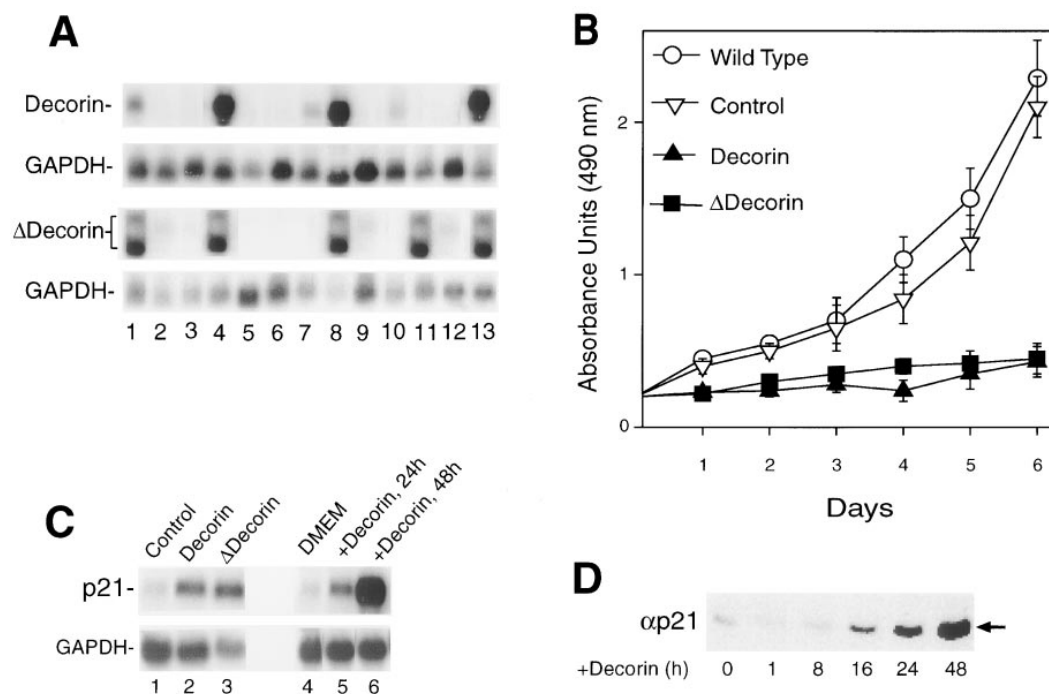 A
Decorin-
GAPDH-
ΔDecorin-
GAPDH-
1 2 3 4 5 6 7 8 9 10 11 12 13
B
Wild Type
Control
Decorin
ΔDecorin
Absorbance Units (490 nm)
2
1
0
1 2 3 4 5 6
Days
C
Control Decorin ΔDecorin DMEM +Decorin, 24h +Decorin, 48h
p21-
GAPDH-
1 2 3 4 5 6
D
αp21
+Decorin (h) 0 1 8 16 24 48